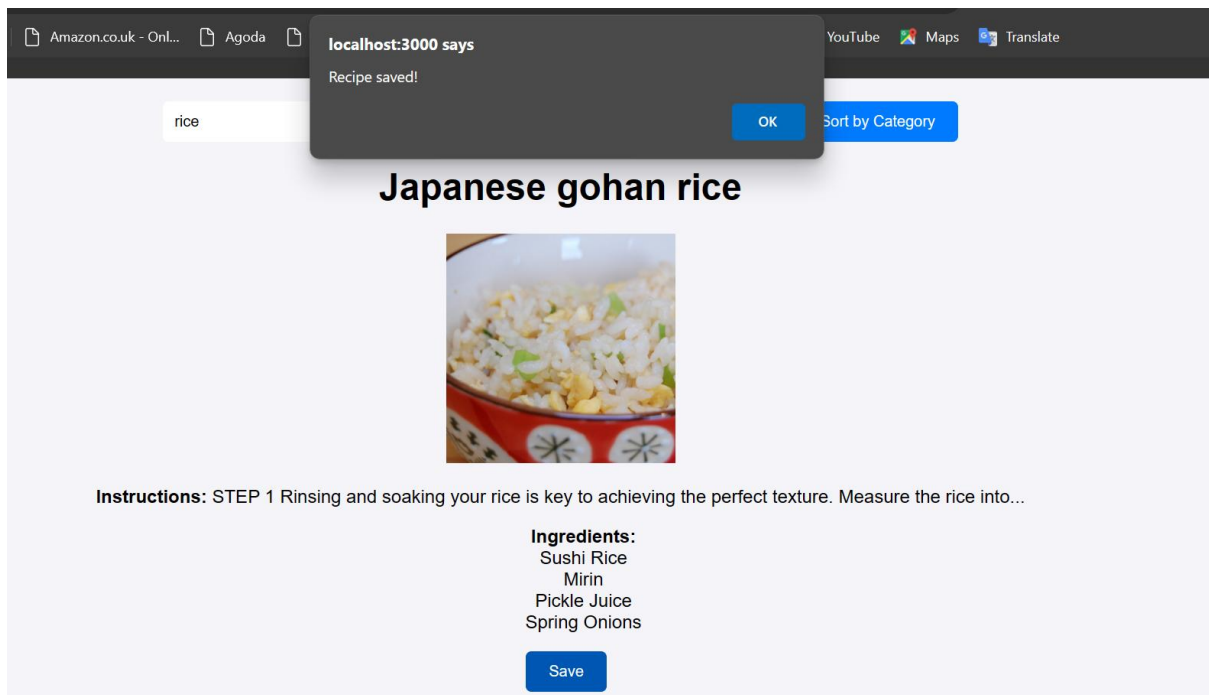 Amazon.co.uk - Onl... Agoda YouTube Maps Translate
localhost:3000 says
Recipe saved!
OK
rice Sort by Category
Japanese gohan rice
Instructions: STEP 1 Rinsing and soaking your rice is key to achieving the perfect texture. Measure the rice into...
Ingredients:
Sushi Rice
Mirin
Pickle Juice
Spring Onions
Save